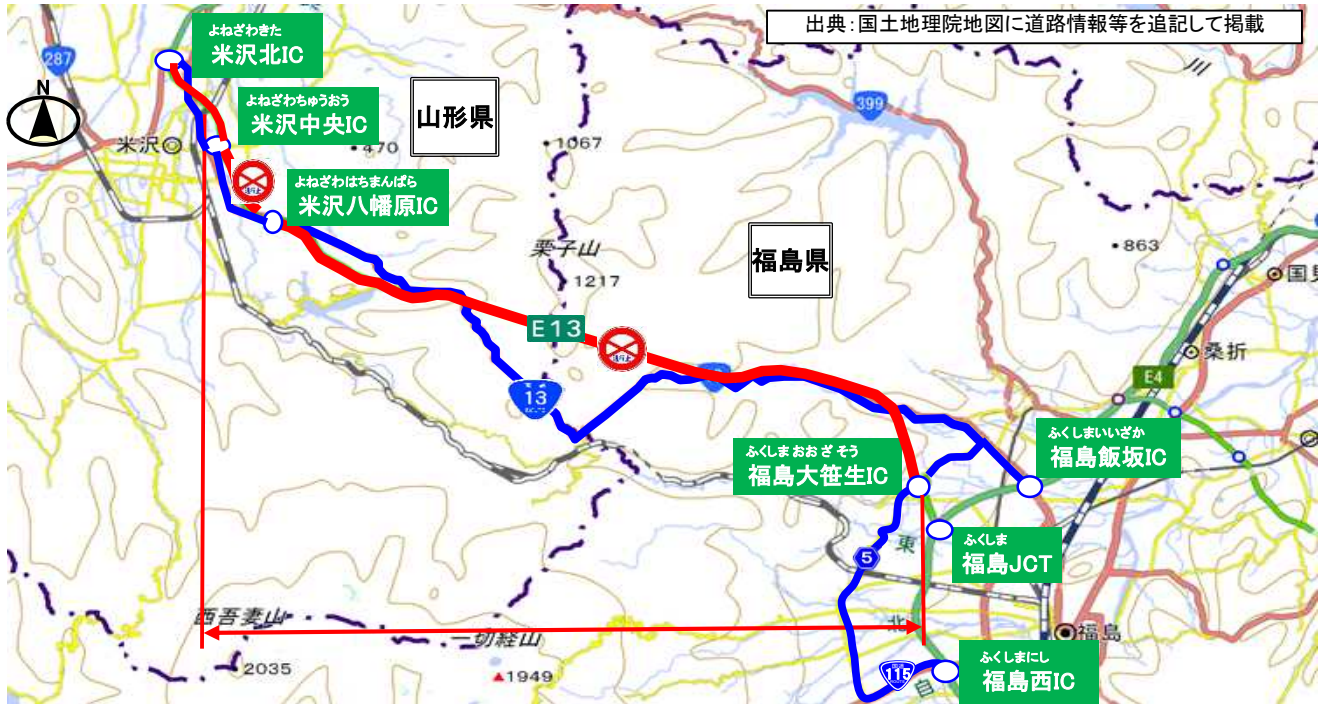 出典：国土地理院地図に道路情報等を追記して掲載
よねざわきた
米沢北IC
287
N
よねざわちゅうおう
米沢中央IC
山形県
399
川
米沢
470
1067
よねざわはちまんぱら
米沢八幡原IC
栗子山
1217
福島県
863
国見
E13
桑折
E4
13
ふくしまいいざか
福島飯坂IC
ふくしまおおざそう
福島大笹生IC
東
ふくしま
福島JCT
5
西吾妻山
一切経山
北
福島
2035
1949
115
自
ふくしまにし
福島西IC